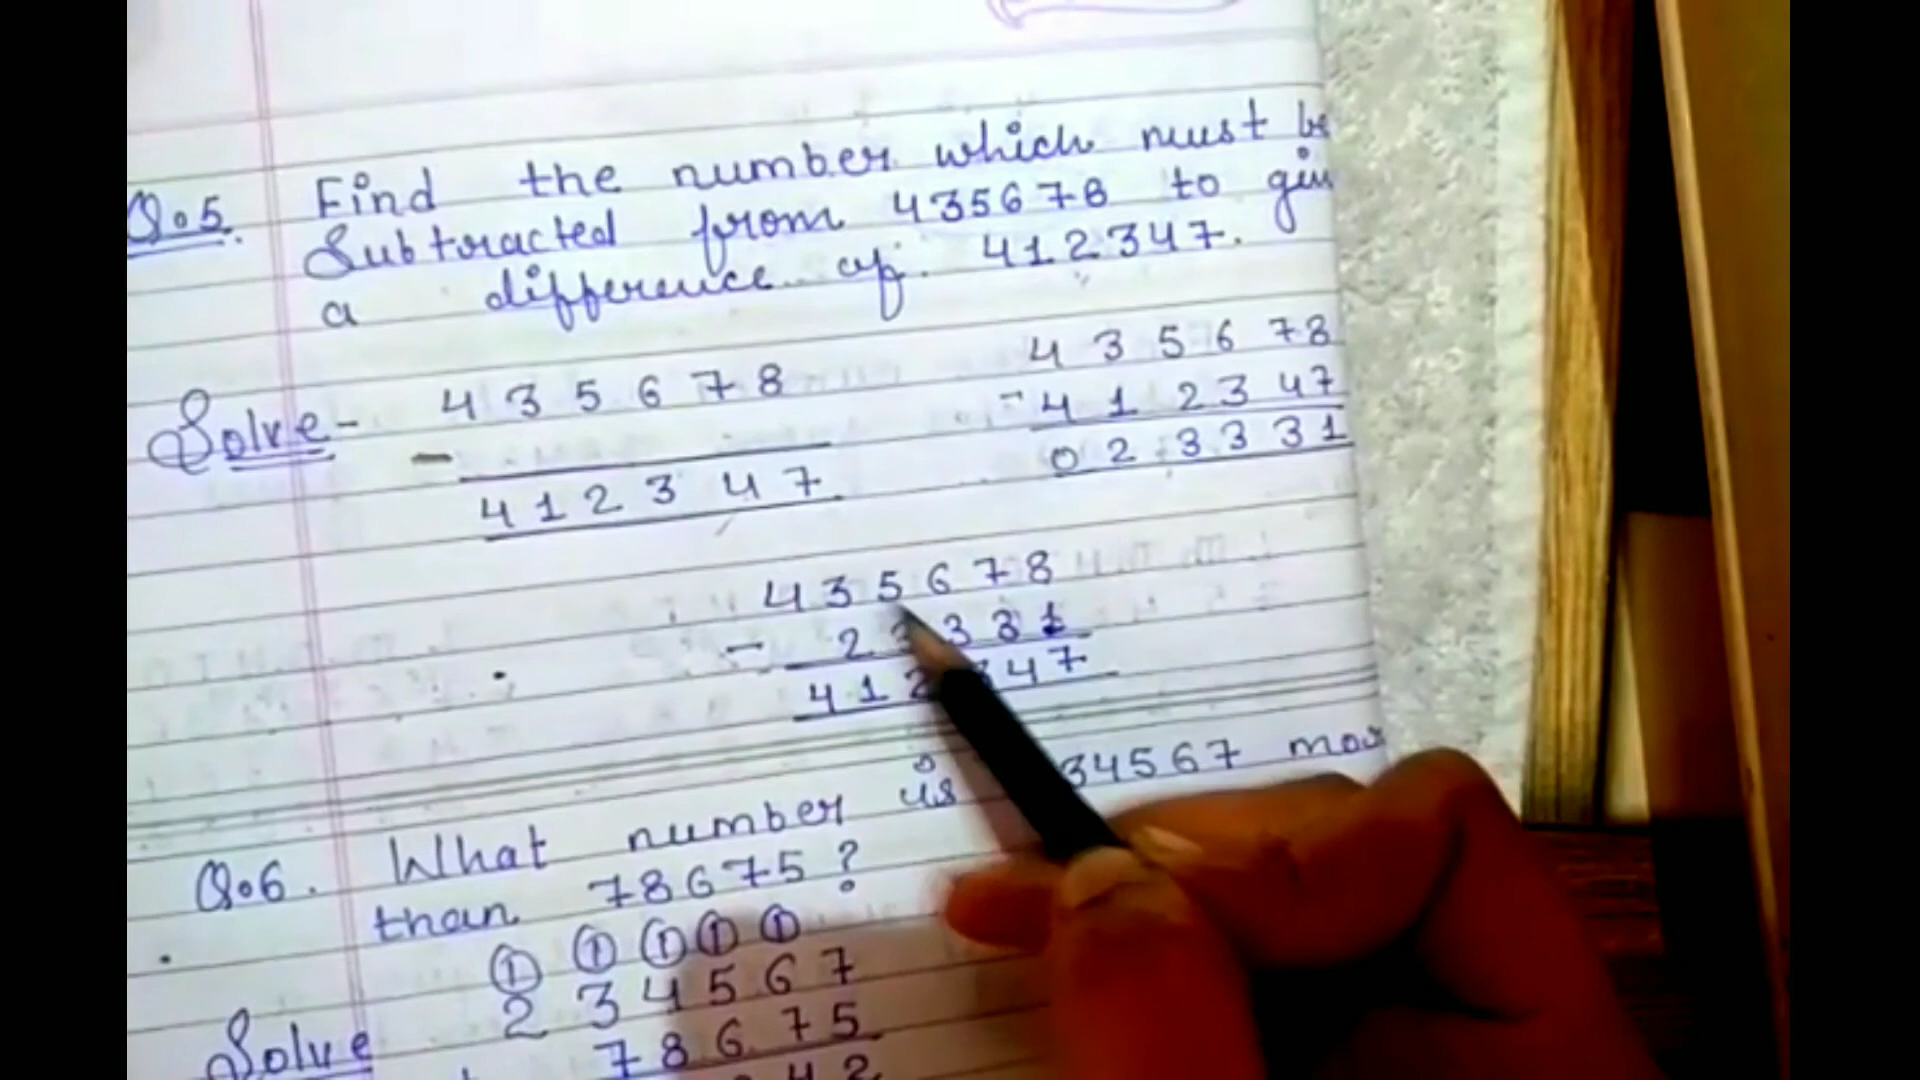 Q.5. Find the number which must be
Subtracted from 435678 to give
a difference of. 412347.
Solve- 435678
-
412347
435678
-412347
023331
435678
- 23331
412347
Q.6. What number is 34567 mor
than 78675?
1 1 1 1 1
234567
Solve 78675
42